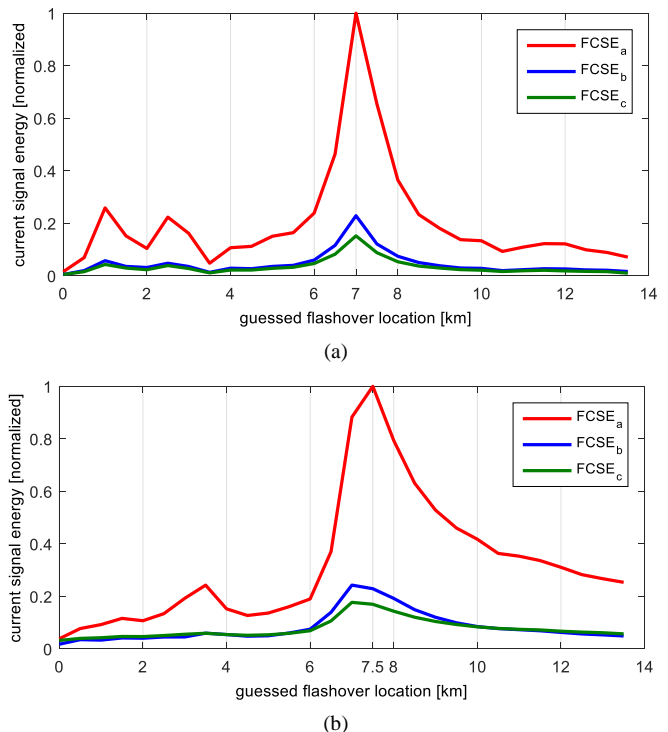 current signal energy [normalized
1
0.8
0.6
0.4
0.2
0
FCSEa
FCSEb
FCSEc
0 2 4 6 7 8 10 12 14
guessed flashover location [km]
(a)
current signal energy [normalized]
1
0.8
0.6
0.4
0.2
0
FCSEa
FCSEb
FCSEc
0 2 4 6 7.5 8 10 12 14
guessed flashover location [km]
(b)